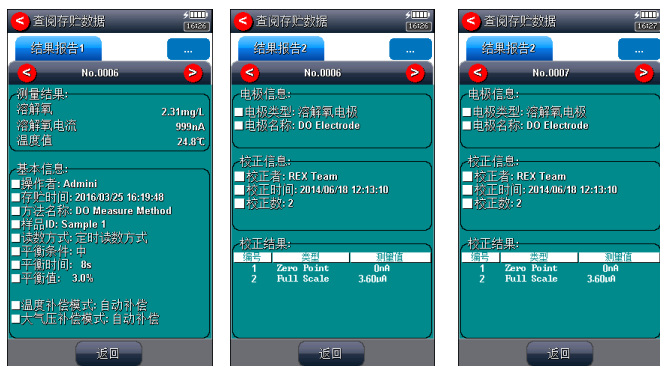 查阅存贮数据
16:26
结果报告1
...
No.0006
测量结果:
溶解氧 2.31mg/L
溶解氧电流 999nA
温度值 24.8℃
基本信息:
操作者: Admini
存贮时间: 2016/03/25 16:19:48
方法名称: DO Measure Method
样品ID: Sample 1
读数方式: 定时读数方式
平衡条件: 中
平衡时间: 8s
平衡值: 3.0%
温度补偿模式: 自动补偿
大气压补偿模式: 自动补偿
返回
查阅存贮数据
16:26
结果报告2
...
No.0006
电极信息:
电极类型: 溶解氧电极
电极名称: DO Electrode
校正信息:
校正者: REX Team
校正时间: 2014/06/18 12:13:10
校正数: 2
校正结果:
编号 类型 测量值
1 Zero Point 0nA
2 Full Scale 3.60uA
返回
查阅存贮数据
16:27
结果报告2
...
No.0007
电极信息:
电极类型: 溶解氧电极
电极名称: DO Electrode
校正信息:
校正者: REX Team
校正时间: 2014/06/18 12:13:10
校正数: 2
校正结果:
编号 类型 测量值
1 Zero Point 0nA
2 Full Scale 3.60uA
返回